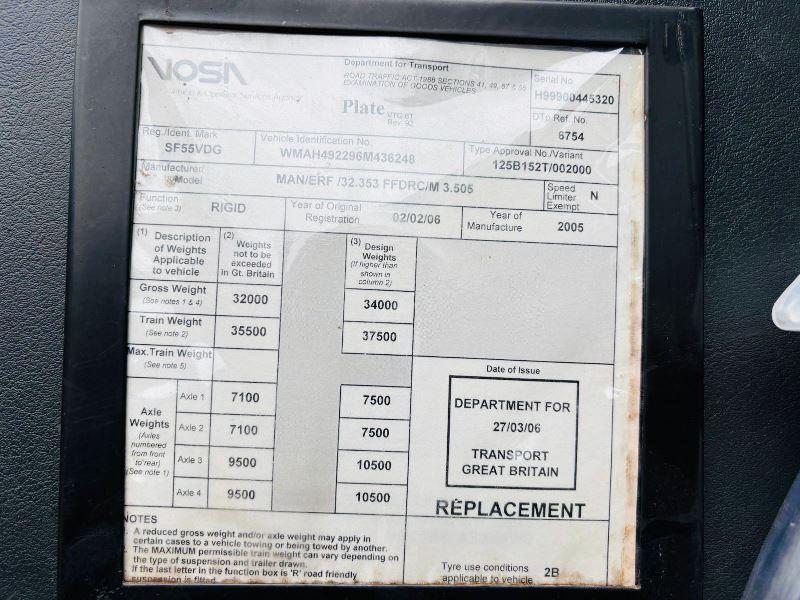 VOSA
Vehicle & Operator Services Agency
Department for Transport
ROAD TRAFFIC ACT 1988 SECTIONS 41, 49, 57 & 58
EXAMINATION OF GOODS VEHICLES
Plate VTG 6T
Rev. 92
Serial No.
H99900445320
DTp Ref. No.
6754
Reg./Ident. Mark
SF55VDG
Vehicle Identification No.
WMAH492296M436248
Type Approval No./Variant
125B152T/002000
Manufacturer/
Model
MAN/ERF /32.353 FFDRC/M 3.505
Speed
Limiter
Exempt
N
Function
(See note 3)
RIGID
Year of Original
Registration
02/02/06
Year of
Manufacture
2005
(1) Description
of Weights
Applicable
to vehicle
(2) Weights
not to be
exceeded
in Gt. Britain
(3) Design
Weights
(If higher than
shown in
column 2)
Gross Weight
(See notes 1 & 4)
32000
34000
Train Weight
(See note 2)
35500
37500
Max.Train Weight
(See note 5)
Axle
Weights
(Axles
numbered
from front
to rear)
(See note 1)
Axle 1
7100
7500
Axle 2
7100
7500
Axle 3
9500
10500
Axle 4
9500
10500
Date of Issue
DEPARTMENT FOR
27/03/06
TRANSPORT
GREAT BRITAIN
REPLACEMENT
NOTES
A reduced gross weight and/or axle weight may apply in
certain cases to a vehicle towing or being towed by another.
The MAXIMUM permissible train weight can vary depending on
the type of suspension and trailer drawn.
If the last letter in the function box is 'R' road friendly
suspension is fitted.
Tyre use conditions
applicable to vehicle
2B